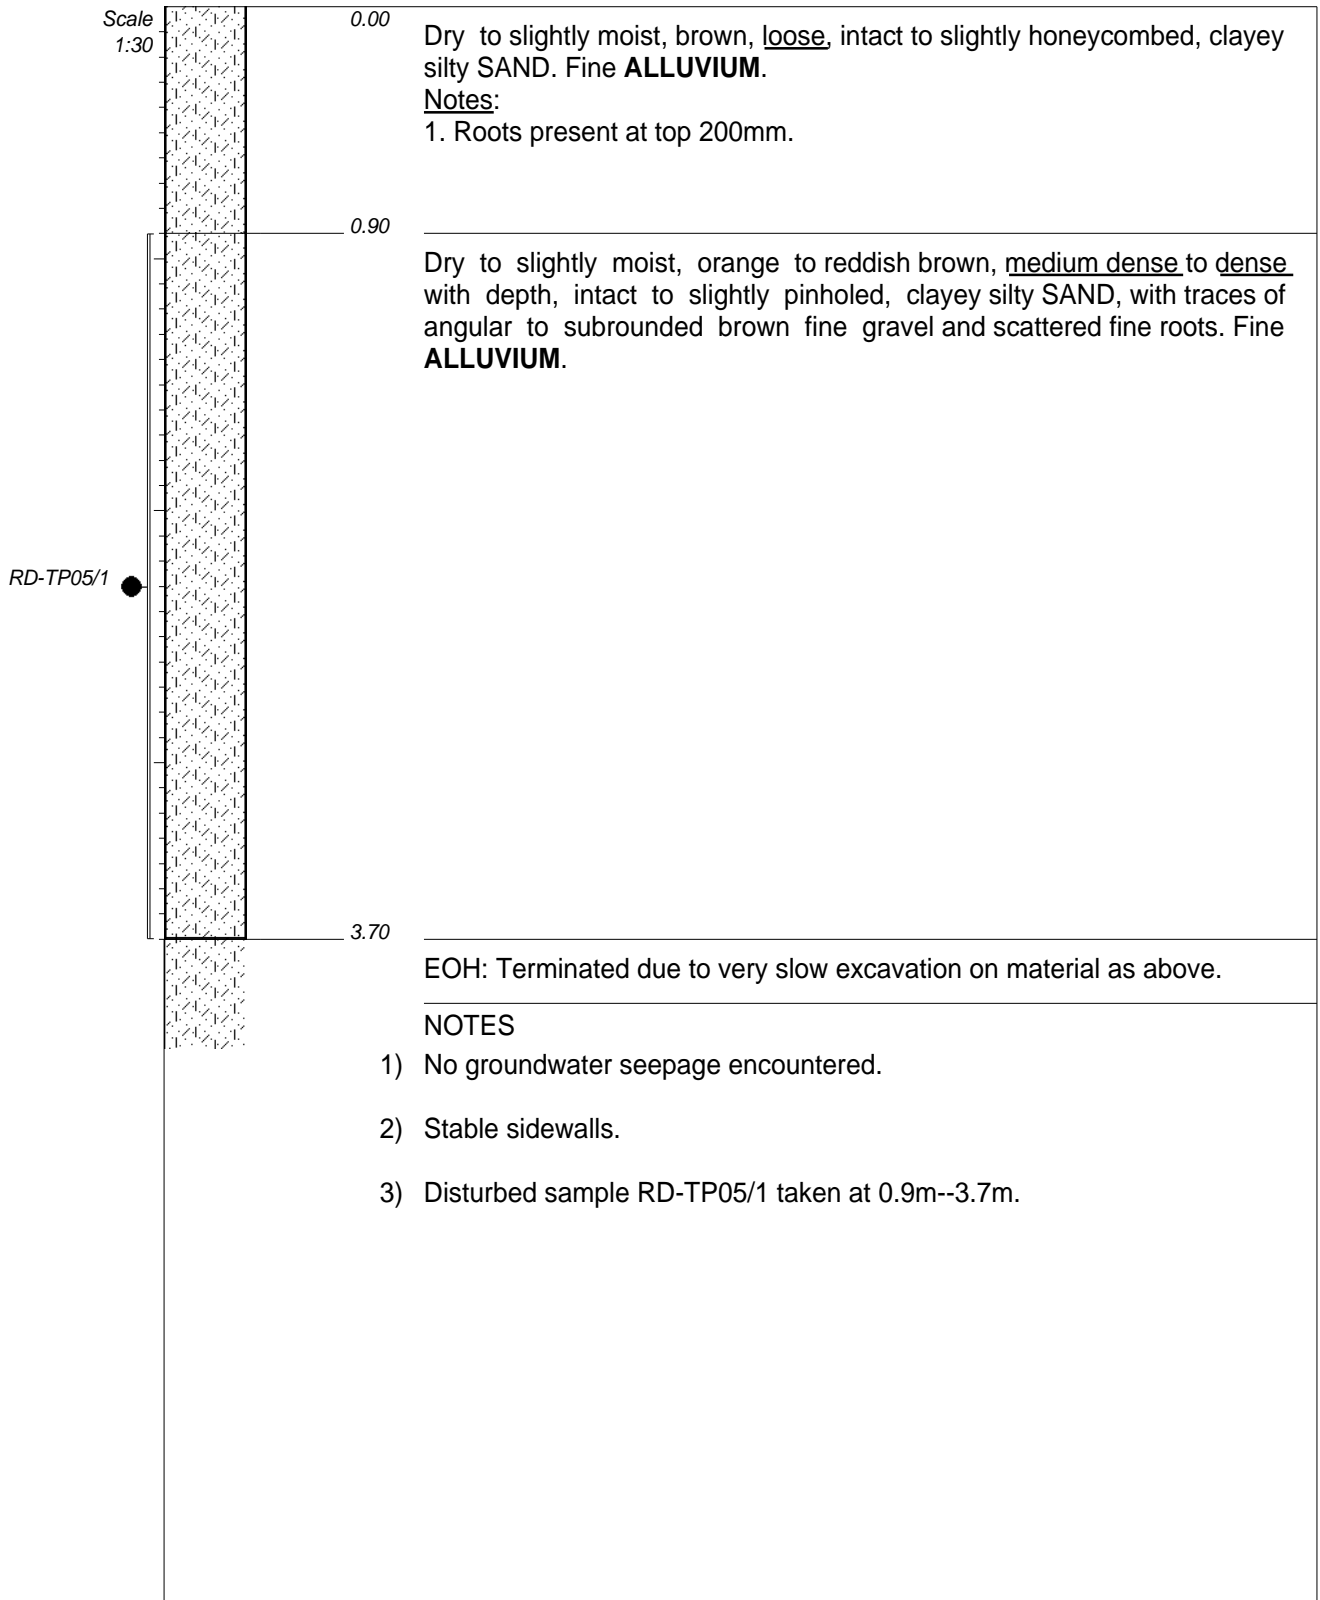 Scale
1:30
0.00
Dry to slightly moist, brown, loose, intact to slightly honeycombed, clayey
silty SAND. Fine ALLUVIUM.
Notes:
1. Roots present at top 200mm.
0.90
Dry to slightly moist, orange to reddish brown, medium dense to dense
with depth, intact to slightly pinholed, clayey silty SAND, with traces of
angular to subrounded brown fine gravel and scattered fine roots. Fine
ALLUVIUM.
RD-TP05/1
3.70
EOH: Terminated due to very slow excavation on material as above.
NOTES
1) No groundwater seepage encountered.
2) Stable sidewalls.
3) Disturbed sample RD-TP05/1 taken at 0.9m--3.7m.